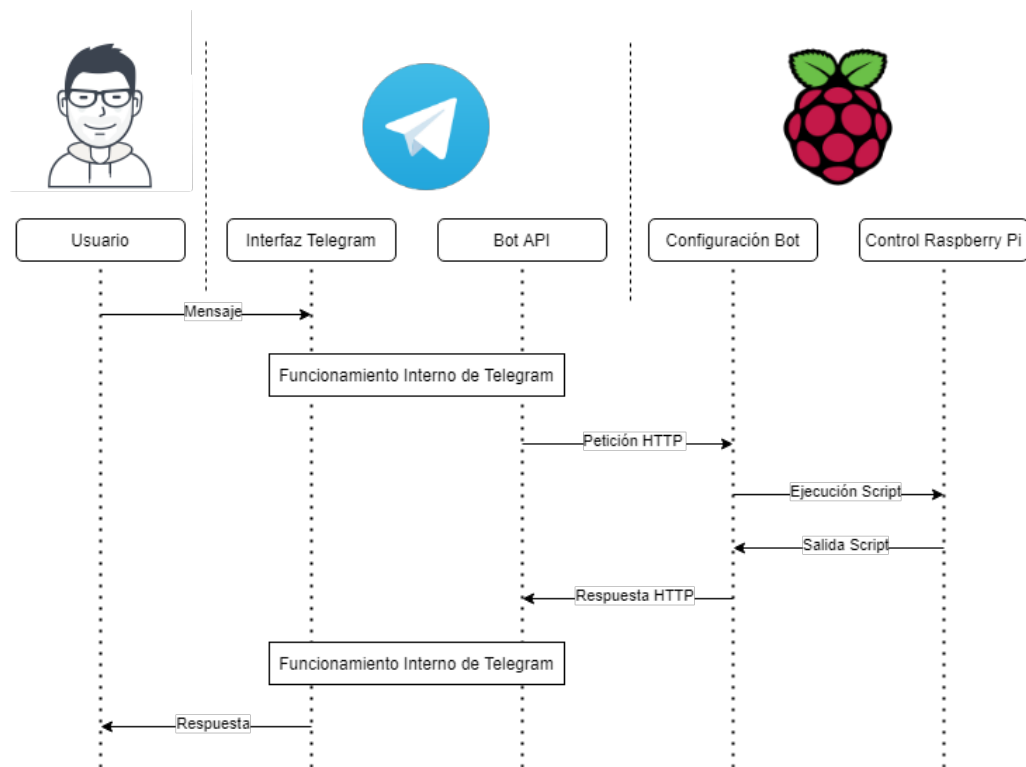 Usuario
Interfaz Telegram
Bot API
Configuración Bot
Control Raspberry Pi
Mensaje
Funcionamiento Interno de Telegram
Petición HTTP
Ejecución Script
Salida Script
Respuesta HTTP
Funcionamiento Interno de Telegram
Respuesta